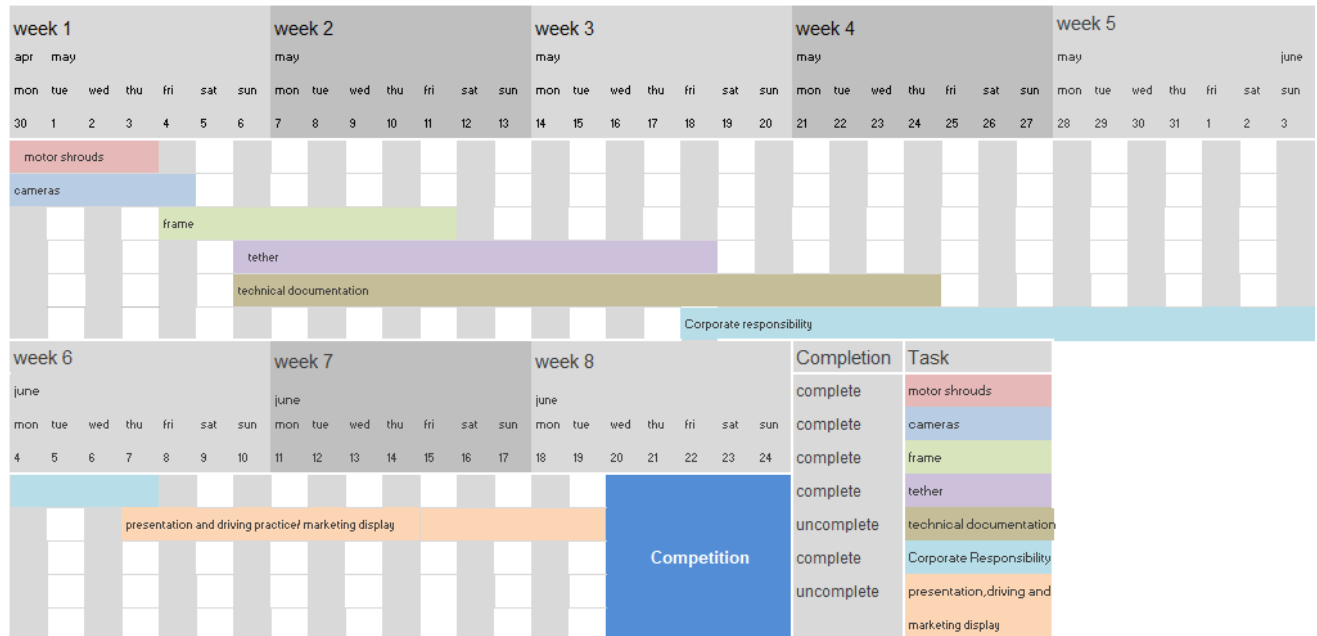 week 1 week 2 week 3 week 4 week 5
apr may may may may may june
mon tue wed thu fri sat sun mon tue wed thu fri sat sun mon tue wed thu fri sat sun mon tue wed thu fri sat sun mon tue wed thu fri sat sun
30 1 2 3 4 5 6 7 8 9 10 11 12 13 14 15 16 17 18 19 20 21 22 23 24 25 26 27 28 29 30 31 1 2 3
motor shrouds
cameras
frame
tether
technical documentation
Corporate responsibility
week 6 week 7 week 8 Completion Task
june june june complete motor shrouds
mon tue wed thu fri sat sun mon tue wed thu fri sat sun mon tue wed thu fri sat sun complete cameras
4 5 6 7 8 9 10 11 12 13 14 15 16 17 18 19 20 21 22 23 24 complete frame
complete tether
presentation and driving practice/ marketing display uncomplete technical documentation
Competition complete Corporate Responsibility
uncomplete presentation,driving and
marketing display